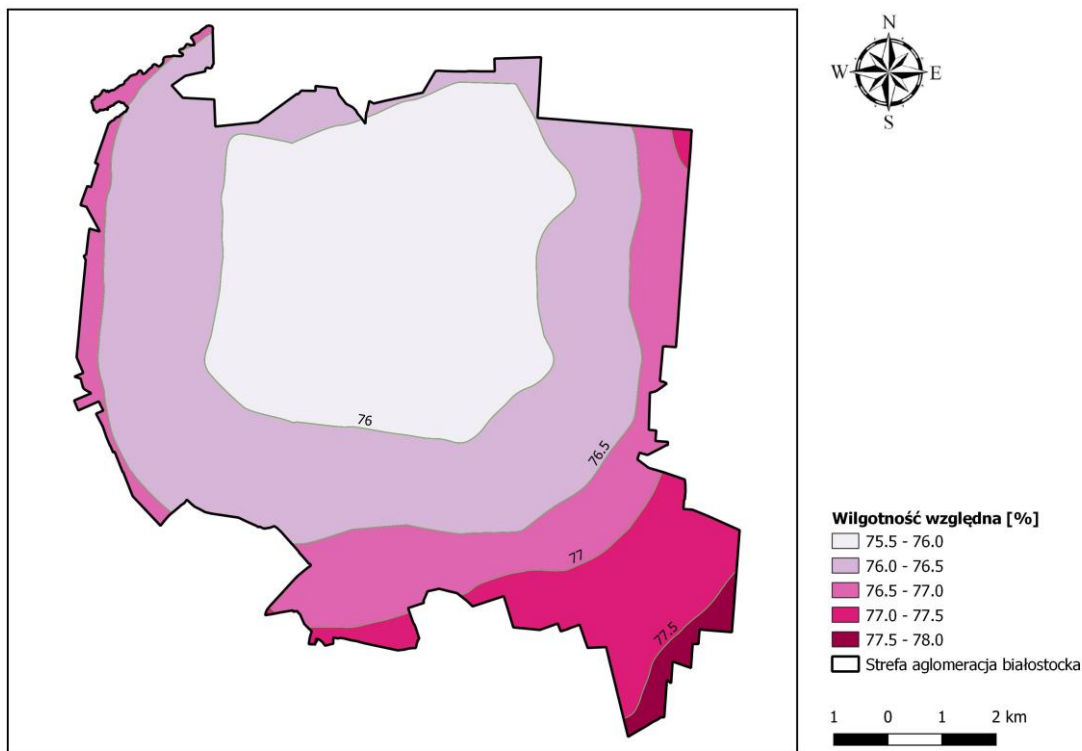 N
W E
S
76
76.5
77
77.5
Wilgotność względna [%]
75.5 - 76.0
76.0 - 76.5
76.5 - 77.0
77.0 - 77.5
77.5 - 78.0
Strefa aglomeracja białostocka
1 0 1 2 km